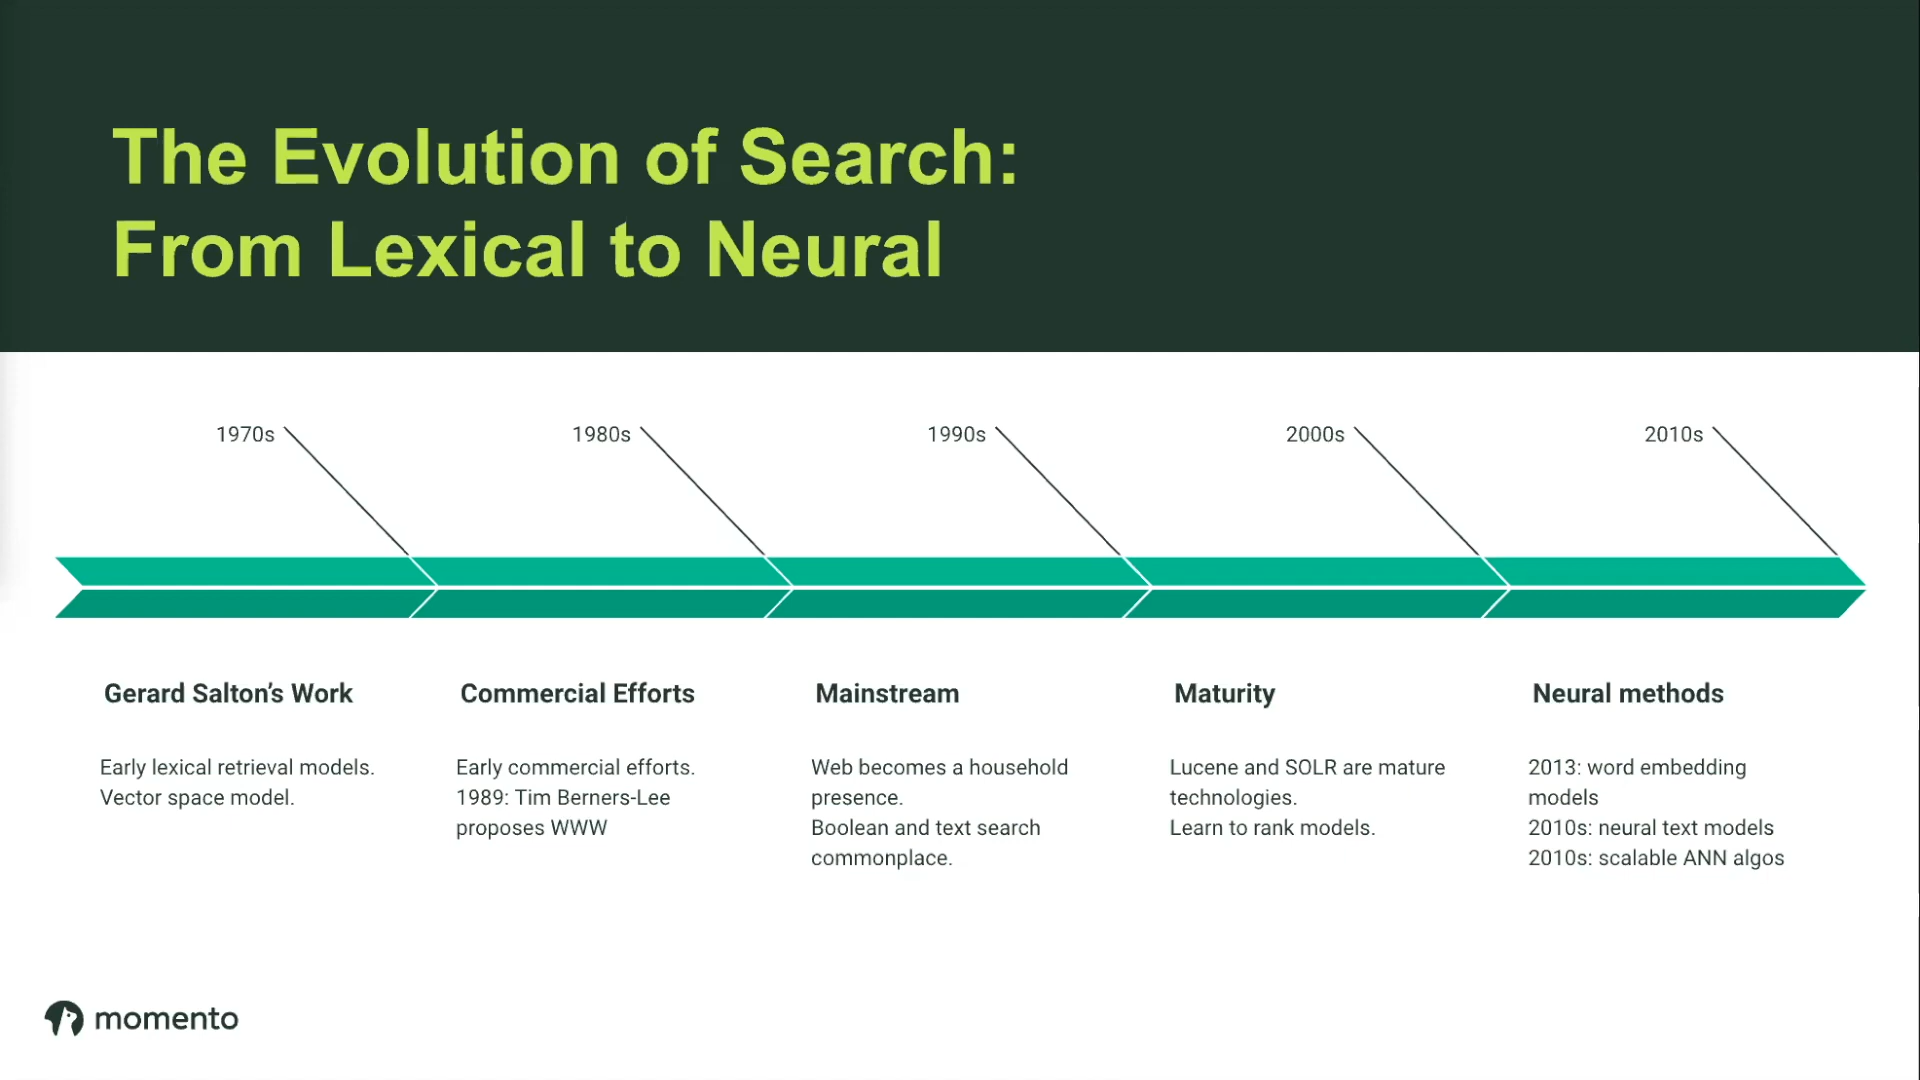 The Evolution of Search:
From Lexical to Neural
1970s
1980s
1990s
2000s
2010s
Gerard Salton’s Work
Early lexical retrieval models.
Vector space model.
Commercial Efforts
Early commercial efforts.
1989: Tim Berners-Lee
proposes WWW
Mainstream
Web becomes a household
presence.
Boolean and text search
commonplace.
Maturity
Lucene and SOLR are mature
technologies.
Learn to rank models.
Neural methods
2013: word embedding
models
2010s: neural text models
2010s: scalable ANN algos
momento